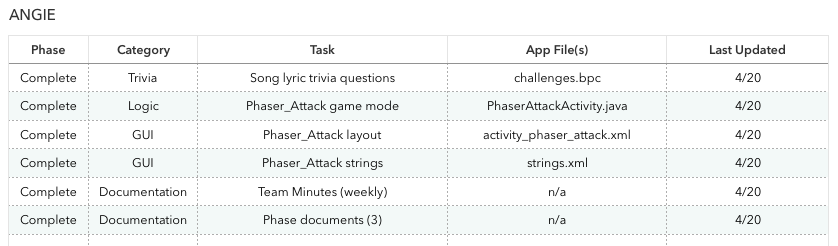 ANGIE
Phase Category Task App File(s) Last Updated
Complete Trivia Song lyric trivia questions challenges.bpc 4/20
Complete Logic Phaser_Attack game mode PhaserAttackActivity.java 4/20
Complete GUI Phaser_Attack layout activity_phaser_attack.xml 4/20
Complete GUI Phaser_Attack strings strings.xml 4/20
Complete Documentation Team Minutes (weekly) n/a 4/20
Complete Documentation Phase documents (3) n/a 4/20